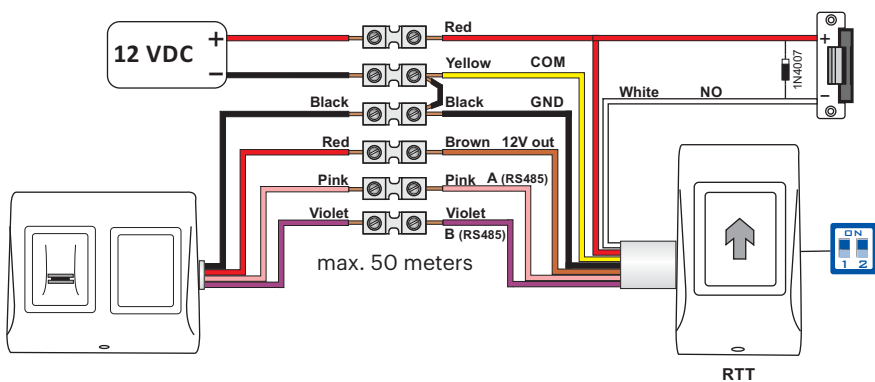 Red
12 VDC
+
−
Yellow COM
Black
Black GND
White NO
1N4007
+
−
Red
Brown 12V out
Pink
Pink A (RS485)
Violet
Violet
B (RS485)
max. 50 meters
ON
1 2
RTT